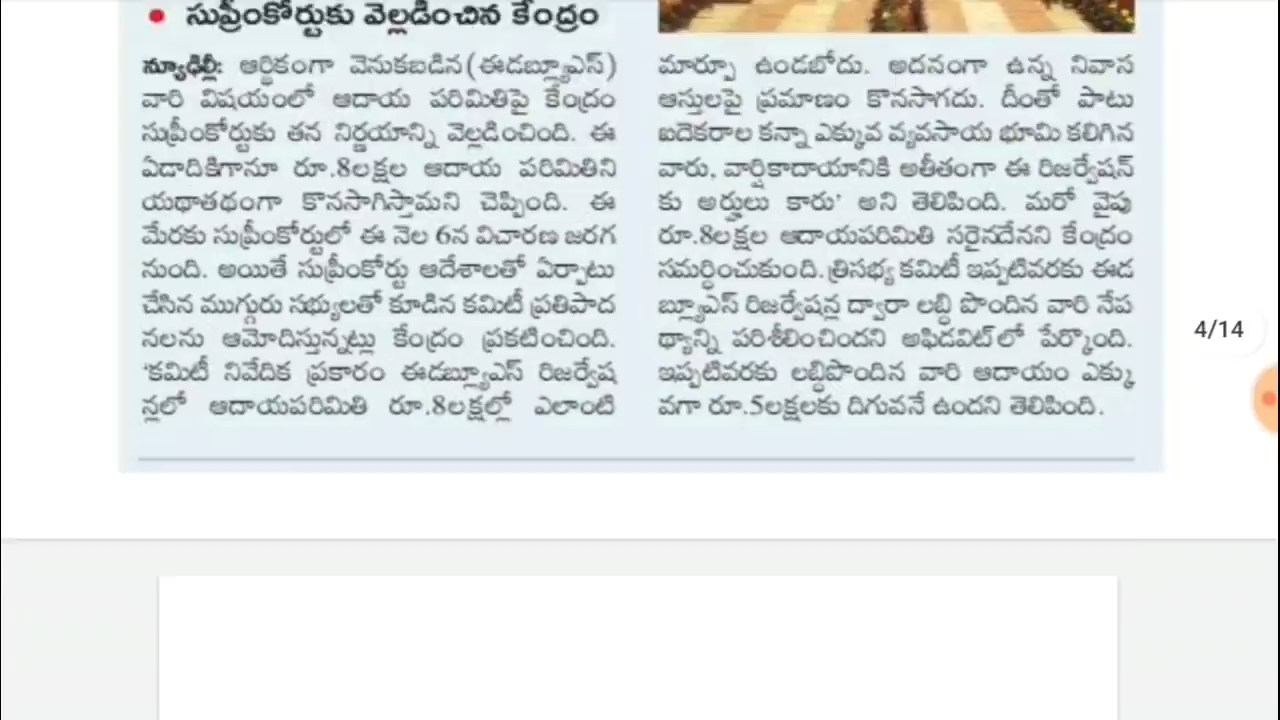 • సుప్రీంకోర్టుకు వెల్లడించిన కేంద్రం
న్యూఢిల్లీ: ఆర్థికంగా వెనుకబడిన(ఈడబ్ల్యూఎస్)
వారి విషయంలో ఆదాయ పరిమితిపై కేంద్రం
సుప్రీంకోర్టుకు తన నిర్ణయాన్ని వెల్లడించింది. ఈ
ఏడాదికిగానూ రూ.8లక్షల ఆదాయ పరిమితిని
యథాతథంగా కొనసాగిస్తామని చెప్పింది. ఈ
మేరకు సుప్రీంకోర్టులో ఈ నెల 6న విచారణ జరగ
నుంది. అయితే సుప్రీంకోర్టు ఆదేశాలతో ఏర్పాటు
చేసిన ముగ్గురు సభ్యులతో కూడిన కమిటీ ప్రతిపాద
నలను ఆమోదిస్తున్నట్లు కేంద్రం ప్రకటించింది.
'కమిటీ నివేదిక ప్రకారం ఈడబ్ల్యూఎస్ రిజర్వేష
న్లలో ఆదాయపరిమితి రూ.8లక్షల్లో ఎలాంటి
మార్పూ ఉండబోదు. అదనంగా ఉన్న నివాస
ఆస్తులపై ప్రమాణం కొనసాగదు. దీంతో పాటు
ఐదెకరాల కన్నా ఎక్కువ వ్యవసాయ భూమి కలిగిన
వారు, వార్షికాదాయానికి అతీతంగా ఈ రిజర్వేషన్
కు అర్హులు కారు' అని తెలిపింది. మరో వైపు
రూ.8లక్షల ఆదాయపరిమితి సరైనదేనని కేంద్రం
సమర్థించుకుంది. త్రిసభ్య కమిటీ ఇప్పటివరకు ఈడ
బ్ల్యూఎస్ రిజర్వేషన్ల ద్వారా లబ్ధి పొందిన వారి నేప
థ్యాన్ని పరిశీలించిందని అఫిడవిట్‌లో పేర్కొంది.
ఇప్పటివరకు లబ్ధిపొందిన వారి ఆదాయం ఎక్కు
వగా రూ.5లక్షలకు దిగువనే ఉందని తెలిపింది.
4/14